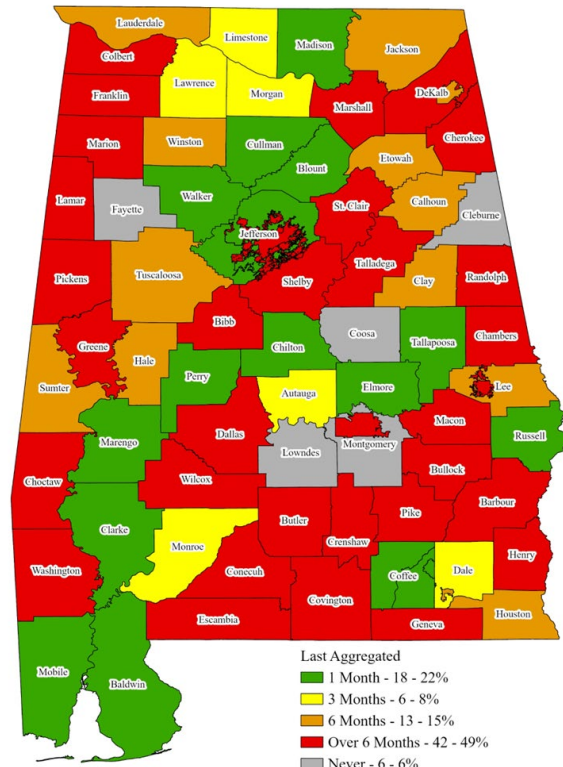 Lauderdale
Limestone
Madison
Jackson
Colbert
Lawrence
Franklin
Morgan
Marshall
DeKalb
Cherokee
Marion
Winston
Cullman
Blount
Etowah
Lamar
Fayette
Walker
Jefferson
St. Clair
Calhoun
Cleburne
Pickens
Tuscaloosa
Shelby
Talladega
Clay
Randolph
Greene
Bibb
Chilton
Coosa
Tallapoosa
Chambers
Sumter
Hale
Perry
Autauga
Elmore
Lee
Marengo
Dallas
Lowndes
Montgomery
Macon
Russell
Choctaw
Wilcox
Bullock
Clarke
Butler
Crenshaw
Pike
Barbour
Washington
Monroe
Conecuh
Covington
Coffee
Dale
Henry
Escambia
Geneva
Houston
Mobile
Baldwin
Last Aggregated
1 Month - 18 - 22%
3 Months - 6 - 8%
6 Months - 13 - 15%
Over 6 Months - 42 - 49%
Never - 6 - 6%